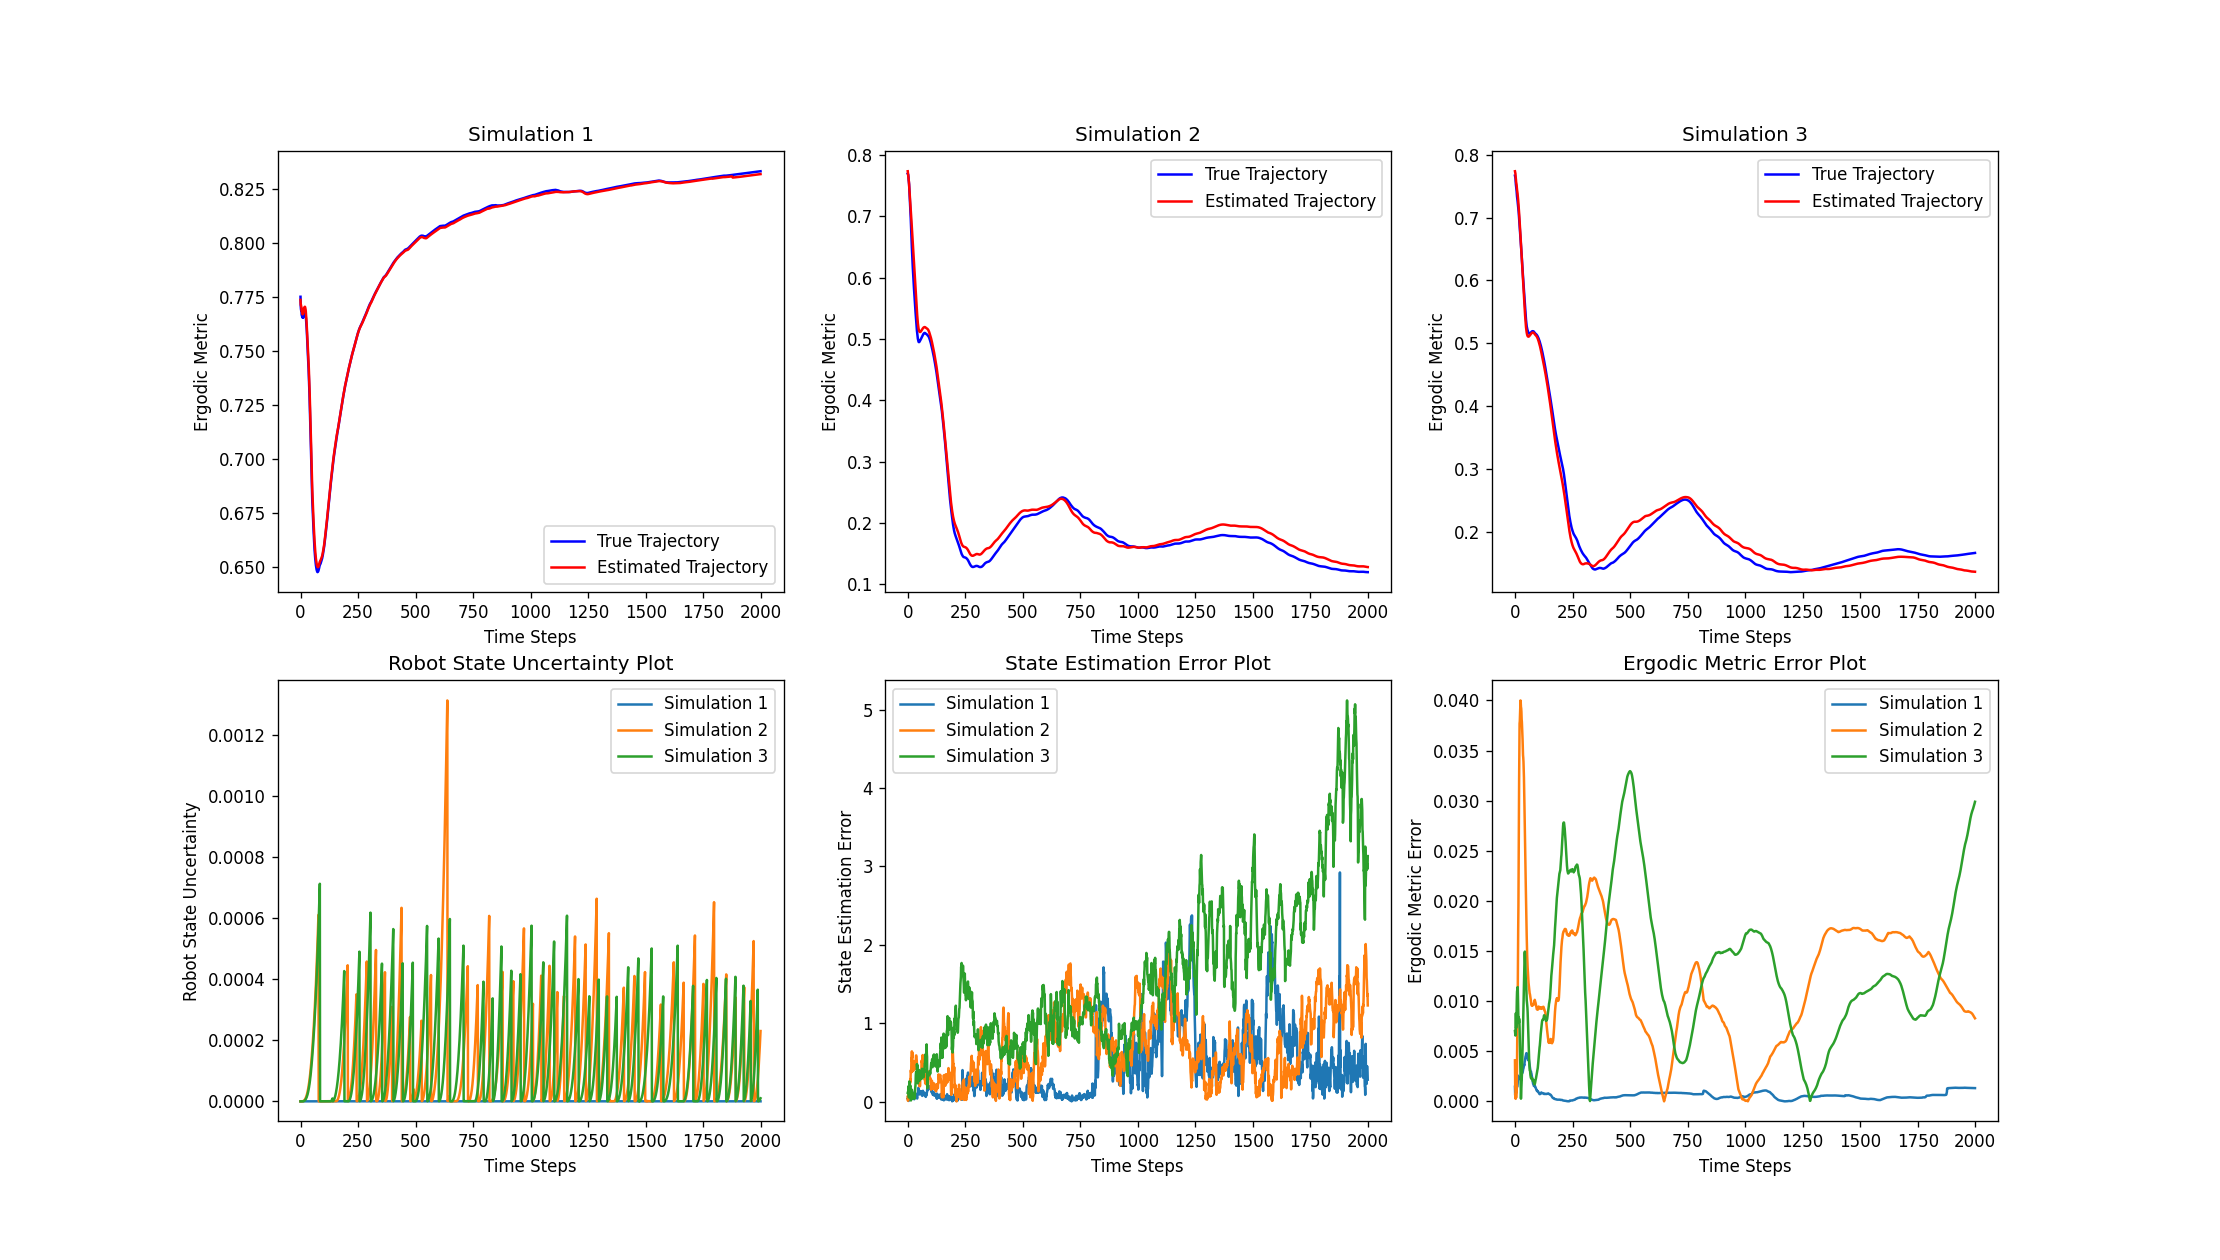 Simulation 1
Ergodic Metric
0.825
0.800
0.775
0.750
0.725
0.700
0.675
0.650
True Trajectory
Estimated Trajectory
0 250 500 750 1000 1250 1500 1750 2000
Time Steps
Simulation 2
Ergodic Metric
0.8
0.7
0.6
0.5
0.4
0.3
0.2
0.1
True Trajectory
Estimated Trajectory
0 250 500 750 1000 1250 1500 1750 2000
Time Steps
Simulation 3
Ergodic Metric
0.8
0.7
0.6
0.5
0.4
0.3
0.2
True Trajectory
Estimated Trajectory
0 250 500 750 1000 1250 1500 1750 2000
Time Steps
Robot State Uncertainty Plot
Robot State Uncertainty
0.0012
0.0010
0.0008
0.0006
0.0004
0.0002
0.0000
Simulation 1
Simulation 2
Simulation 3
0 250 500 750 1000 1250 1500 1750 2000
Time Steps
State Estimation Error Plot
State Estimation Error
5
4
3
2
1
0
Simulation 1
Simulation 2
Simulation 3
0 250 500 750 1000 1250 1500 1750 2000
Time Steps
Ergodic Metric Error Plot
Ergodic Metric Error
0.040
0.035
0.030
0.025
0.020
0.015
0.010
0.005
0.000
Simulation 1
Simulation 2
Simulation 3
0 250 500 750 1000 1250 1500 1750 2000
Time Steps